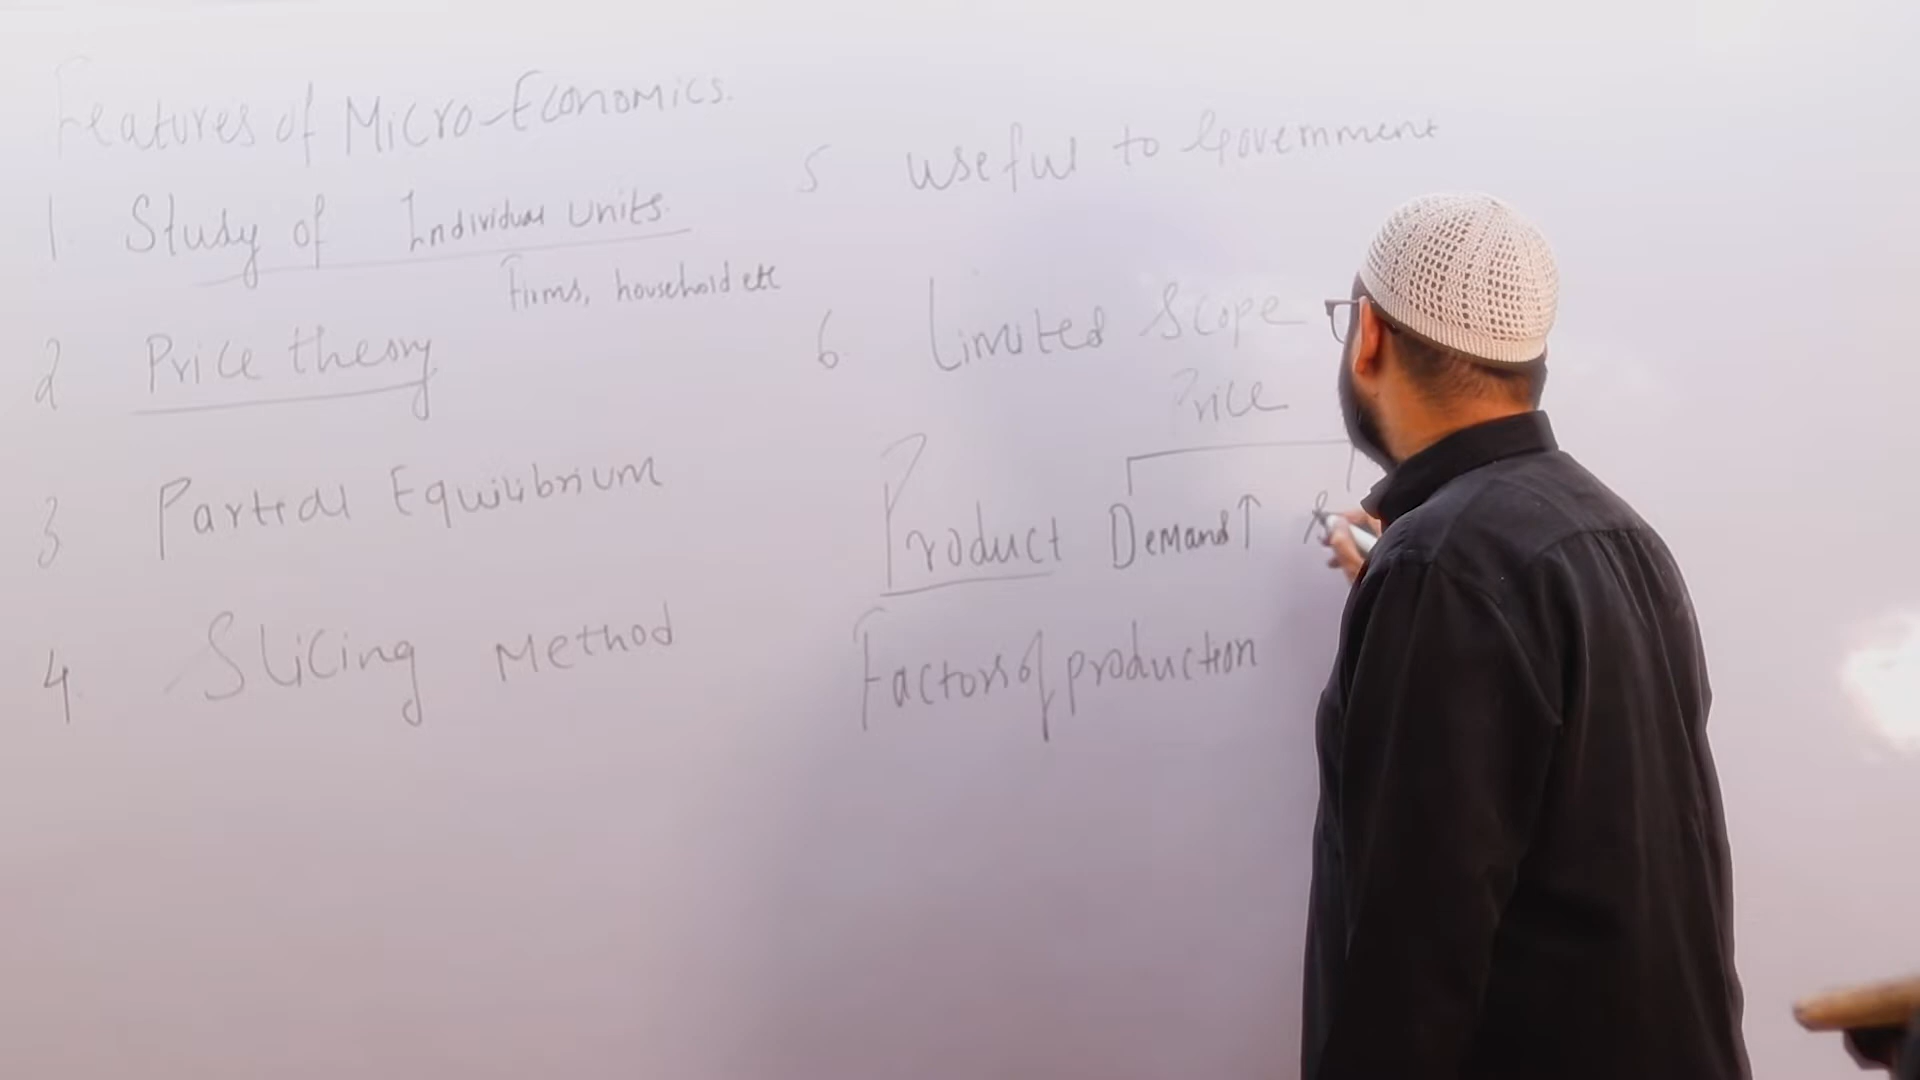 Features of Micro-Economics.
1. Study of Individual Units.
Firms, household etc
2 Price theory
3 Partial Equilibrium
4. Slicing Method
5 Useful to Government
6. Limited Scope
Price
Product Demand↑ S
Factors of production